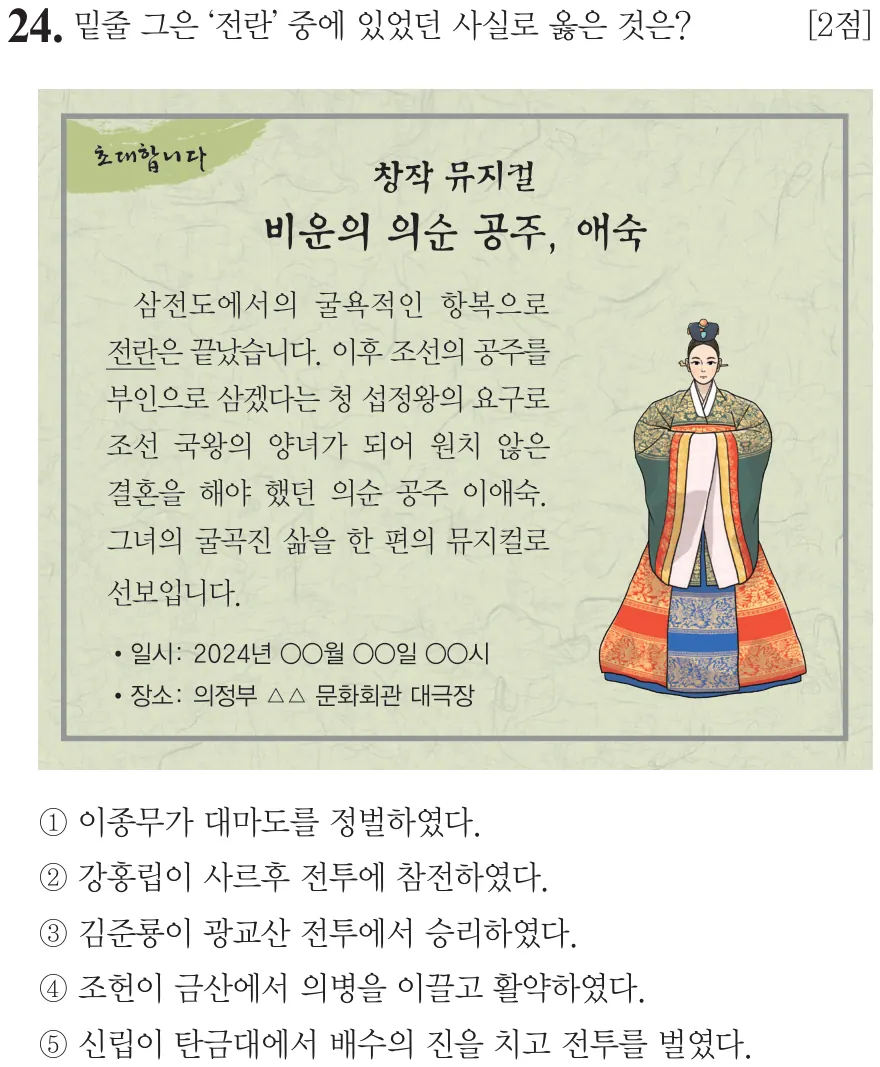 24. 밑줄 그은 ‘전란’ 중에 있었던 사실로 옳은 것은? [2점]
초대합니다
창작 뮤지컬
비운의 의순 공주, 애숙
삼전도에서의 굴욕적인 항복으로
전란은 끝났습니다. 이후 조선의 공주를
부인으로 삼겠다는 청 섭정왕의 요구로
조선 국왕의 양녀가 되어 원치 않은
결혼을 해야 했던 의순 공주 이애숙.
그녀의 굴곡진 삶을 한 편의 뮤지컬로
선보입니다.
• 일시: 2024년 ○○월 ○○일 ○○시
• 장소: 의정부 △△ 문화회관 대극장
① 이종무가 대마도를 정벌하였다.
② 강홍립이 사르후 전투에 참전하였다.
③ 김준룡이 광교산 전투에서 승리하였다.
④ 조헌이 금산에서 의병을 이끌고 활약하였다.
⑤ 신립이 탄금대에서 배수의 진을 치고 전투를 벌였다.